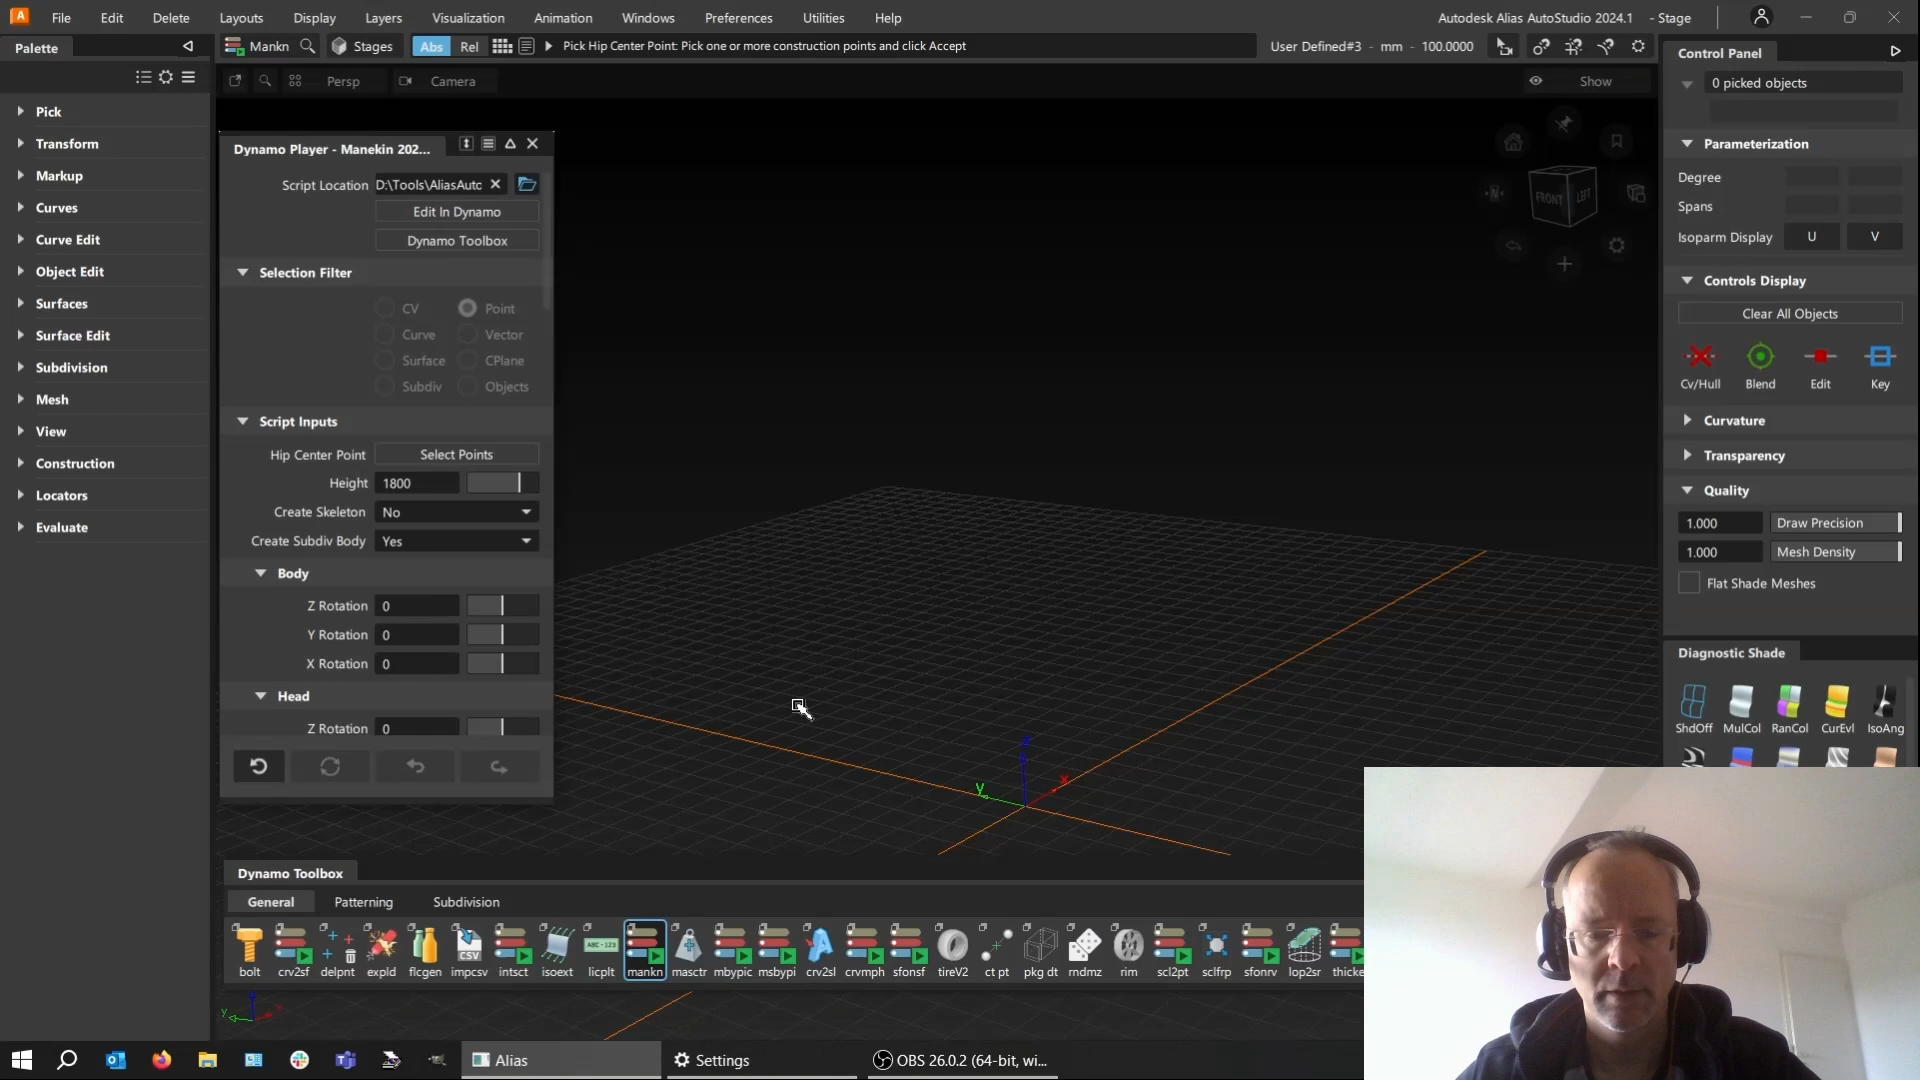 File Edit Delete Layouts Display Layers Visualization Animation Windows Preferences Utilities Help Autodesk Alias AutoStudio 2024.1 - Stage
Palette
Mankn Stages Abs Rel Pick Hip Center Point: Pick one or more construction points and click Accept User Defined#3 - mm - 100.0000
Persp Camera Show
Pick
Transform
Markup
Curves
Curve Edit
Object Edit
Surfaces
Surface Edit
Subdivision
Mesh
View
Construction
Locators
Evaluate
Dynamo Player - Manekin 202...
Script Location D:\Tools\AliasAutc
Edit In Dynamo
Dynamo Toolbox
Selection Filter
CV Point
Curve Vector
Surface CPlane
Subdiv Objects
Script Inputs
Hip Center Point Select Points
Height 1800
Create Skeleton No
Create Subdiv Body Yes
Body
Z Rotation 0
Y Rotation 0
X Rotation 0
Head
Z Rotation 0
FRONT LEFT
z
y x
Control Panel
0 picked objects
Parameterization
Degree
Spans
Isoparm Display U V
Controls Display
Clear All Objects
Cv/Hull Blend Edit Key
Curvature
Transparency
Quality
1.000 Draw Precision
1.000 Mesh Density
Flat Shade Meshes
Diagnostic Shade
ShdOff MulCol RanCol CurEvl IsoAng
Dynamo Toolbox
General Patterning Subdivision
bolt crv2sf delpnt expld flcgen impcsv intsct isoext licplt mankn masctr mbypic msbypi crv2sl crvmph sfonsf tireV2 ct pt pkg dt rndmz rim scl2pt sclfrp sfonrv lop2sr thicke
Alias Settings OBS 26.0.2 (64-bit, wi...